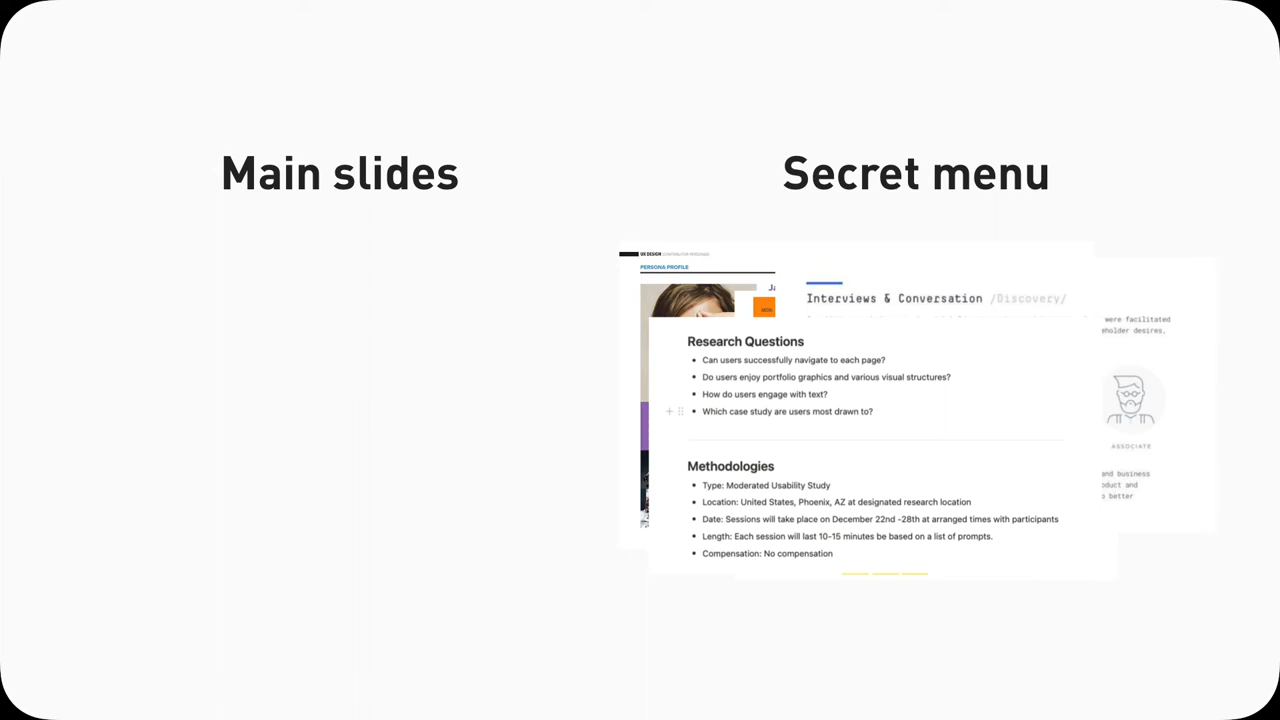 Main slides
Secret menu
UX DESIGN
PERSONA PROFILE
Ja
MON
Interviews & Conversation /Discovery/
were facilitated
eholder desires,
Research Questions
• Can users successfully navigate to each page?
• Do users enjoy portfolio graphics and various visual structures?
• How do users engage with text?
• Which case study are users most drawn to?
ASSOCIATE
Methodologies
• Type: Moderated Usability Study
• Location: United States, Phoenix, AZ at designated research location
• Date: Sessions will take place on December 22nd -28th at arranged times with participants
• Length: Each session will last 10-15 minutes be based on a list of prompts.
• Compensation: No compensation
and business
oduct and
o better